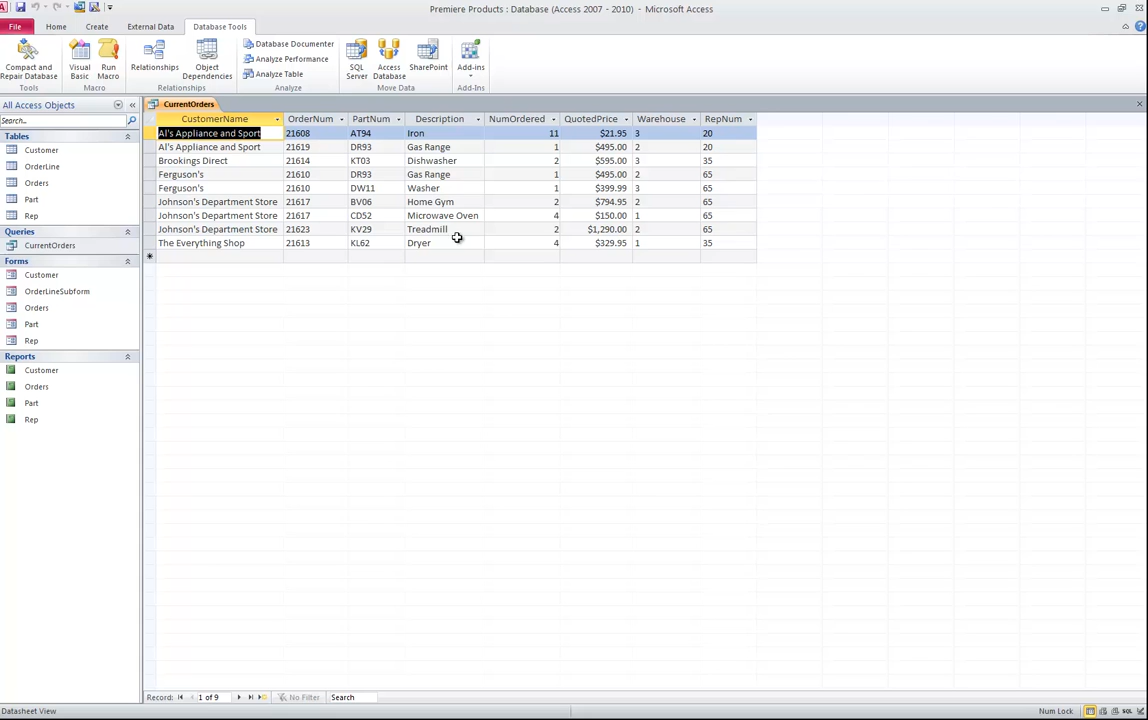 Premiere Products : Database (Access 2007 - 2010) - Microsoft Access
File Home Create External Data Database Tools
Compact and Repair Database
Visual Basic
Run Macro
Relationships
Object Dependencies
Database Documenter
Analyze Performance
Analyze Table
SQL Server
Access Database
SharePoint
Add-ins
Tools Macro Relationships Analyze Move Data Add-Ins
All Access Objects
CurrentOrders
Search...
CustomerName OrderNum PartNum Description NumOrdered QuotedPrice Warehouse RepNum
Al's Appliance and Sport 21608 AT94 Iron 11 $21.95 3 20
Al's Appliance and Sport 21619 DR93 Gas Range 1 $495.00 2 20
Brookings Direct 21614 KT03 Dishwasher 2 $595.00 3 35
Ferguson's 21610 DR93 Gas Range 1 $495.00 2 65
Ferguson's 21610 DW11 Washer 1 $399.99 3 65
Johnson's Department Store 21617 BV06 Home Gym 2 $794.95 2 65
Johnson's Department Store 21617 CD52 Microwave Oven 4 $150.00 1 65
Johnson's Department Store 21623 KV29 Treadmill 2 $1,290.00 2 65
The Everything Shop 21613 KL62 Dryer 4 $329.95 1 35
Tables
Customer
OrderLine
Orders
Part
Rep
Queries
CurrentOrders
Forms
Customer
OrderLineSubform
Orders
Part
Rep
Reports
Customer
Orders
Part
Rep
Record: 1 of 9 No Filter Search
Datasheet View Num Lock SQL